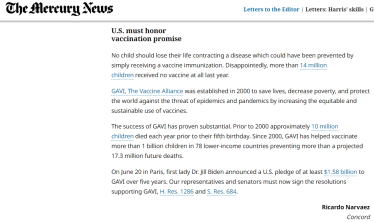 The Mercury News
Letters to the Editor | Letters: Harris' skills | G
U.S. must honor
vaccination promise
No child should lose their life contracting a disease which could have been prevented by
simply receiving a vaccine immunization. Disappointedly, more than 14 million
children received no vaccine at all last year.
GAVI, The Vaccine Alliance was established in 2000 to save lives, decrease poverty, and protect
the world against the threat of epidemics and pandemics by increasing the equitable and
sustainable use of vaccines.
The success of GAVI has proven substantial. Prior to 2000 approximately 10 million
children died each year prior to their fifth birthday. Since 2000, GAVI has helped vaccinate
more than 1 billion children in 78 lower-income countries preventing more than a projected
17.3 million future deaths.
On June 20 in Paris, first lady Dr. Jill Biden announced a U.S. pledge of at least $1.58 billion to
GAVI over five years. Our representatives and senators must now sign the resolutions
supporting GAVI, H. Res. 1286 and S. Res. 684.
Ricardo Narvaez
Concord